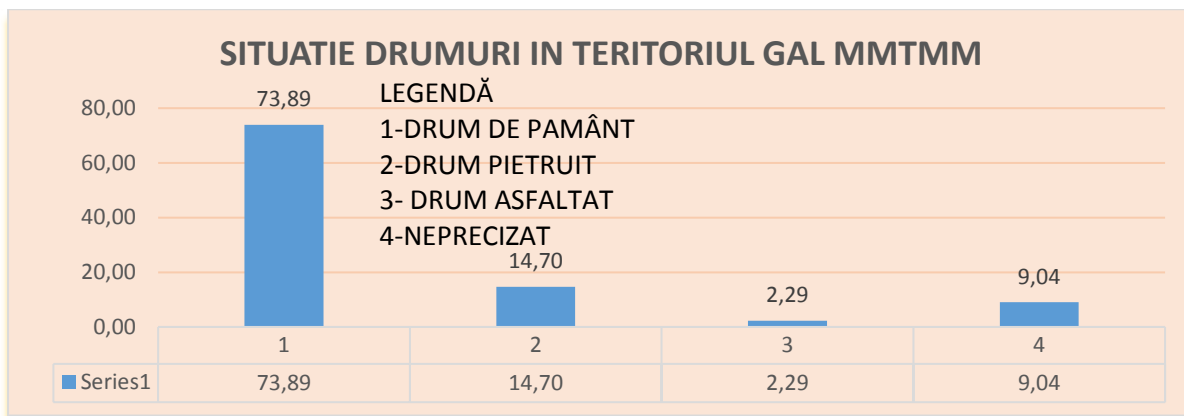 SITUATIE DRUMURI IN TERITORIUL GAL MMTMM
LEGENDĂ
1-DRUM DE PAMÂNT
2-DRUM PIETRUIT
3- DRUM ASFALTAT
4-NEPRECIZAT
80,00
60,00
40,00
20,00
0,00
73,89
14,70
2,29
9,04
1 2 3 4
Series1 73,89 14,70 2,29 9,04